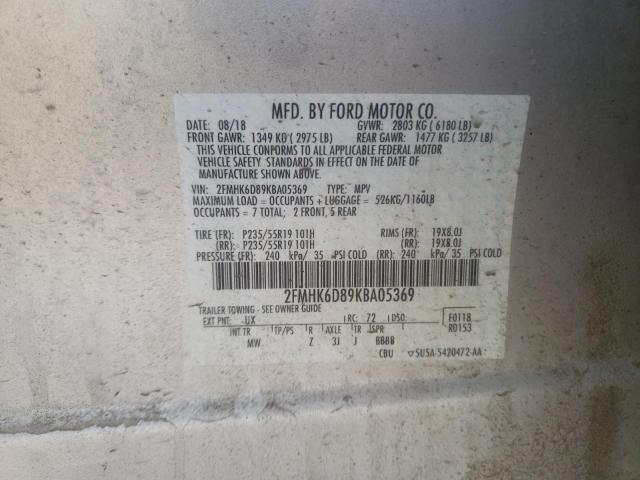 MFD. BY FORD MOTOR CO.
DATE: 08/18 GVWR: 2803 KG ( 6180 LB)
FRONT GAWR: 1349 KG ( 2975 LB) REAR GAWR: 1477 KG ( 3257 LB)
THIS VEHICLE CONFORMS TO ALL APPLICABLE FEDERAL MOTOR
VEHICLE SAFETY STANDARDS IN EFFECT ON THE DATE OF
MANUFACTURE SHOWN ABOVE.
VIN: 2FMHK6D89KBA05369 TYPE: MPV
MAXIMUM LOAD = OCCUPANTS + LUGGAGE = 526KG/1160LB
OCCUPANTS = 7 TOTAL; 2 FRONT, 5 REAR
TIRE (FR): P235/55R19 101H RIMS (FR): 19X8.0J
(RR): P235/55R19 101H (RR): 19X8.0J
PRESSURE (FR): 240 kPa/ 35 PSI COLD (RR): 240 kPa/ 35 PSI COLD
2FMHK6D89KBA05369
TRAILER TOWING - SEE OWNER GUIDE
EXT PNT: UX RC: 72 DSO: F0118
INT TR TP/PS R AXLE TR SPR R0153
MW Z 3J J BBBB
CBU ▽5U5A-5420472-AA